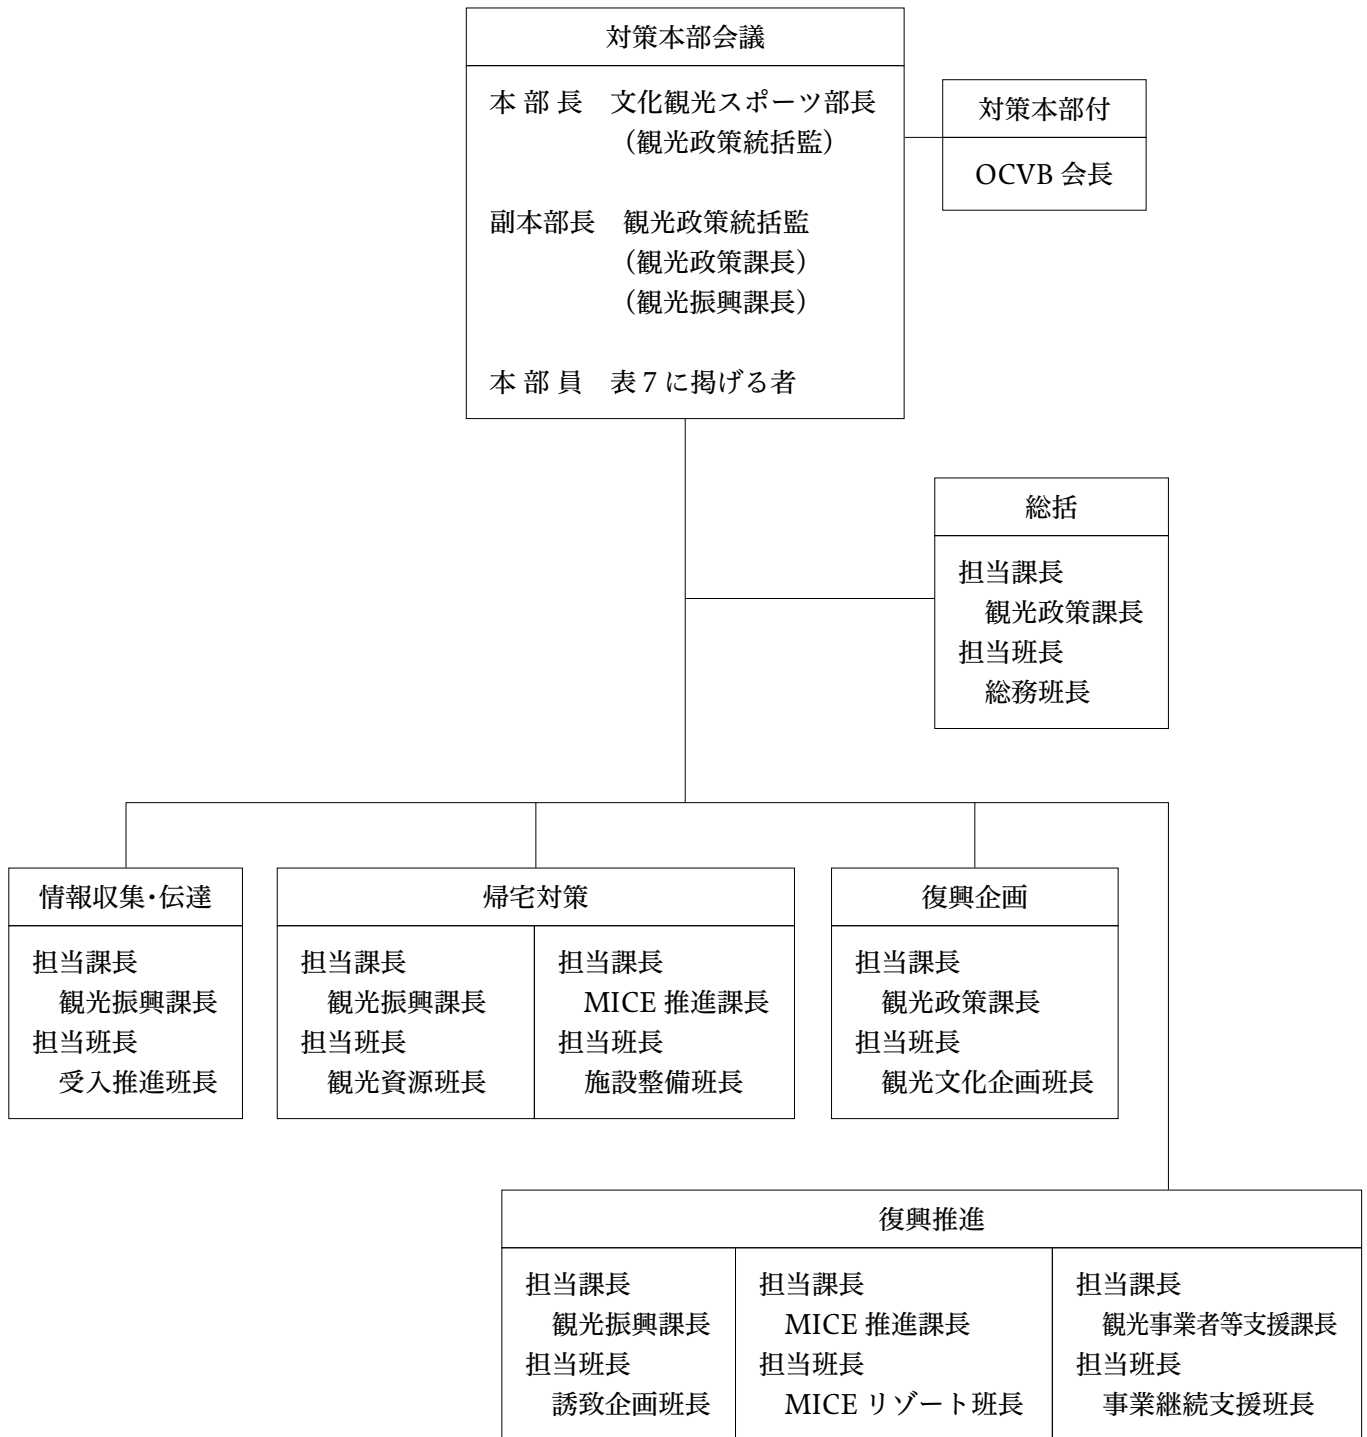 対策本部会議
本 部 長　文化観光スポーツ部長
（観光政策統括監）
副本部長　観光政策統括監
（観光政策課長）
（観光振興課長）
本 部 員　表７に掲げる者
対策本部付
OCVB 会長
総括
担当課長
観光政策課長
担当班長
総務班長
情報収集・伝達
担当課長
観光振興課長
担当班長
受入推進班長
帰宅対策
担当課長
観光振興課長
担当班長
観光資源班長
担当課長
MICE 推進課長
担当班長
施設整備班長
復興企画
担当課長
観光政策課長
担当班長
観光文化企画班長
復興推進
担当課長
観光振興課長
担当班長
誘致企画班長
担当課長
MICE 推進課長
担当班長
MICE リゾート班長
担当課長
観光事業者等支援課長
担当班長
事業継続支援班長